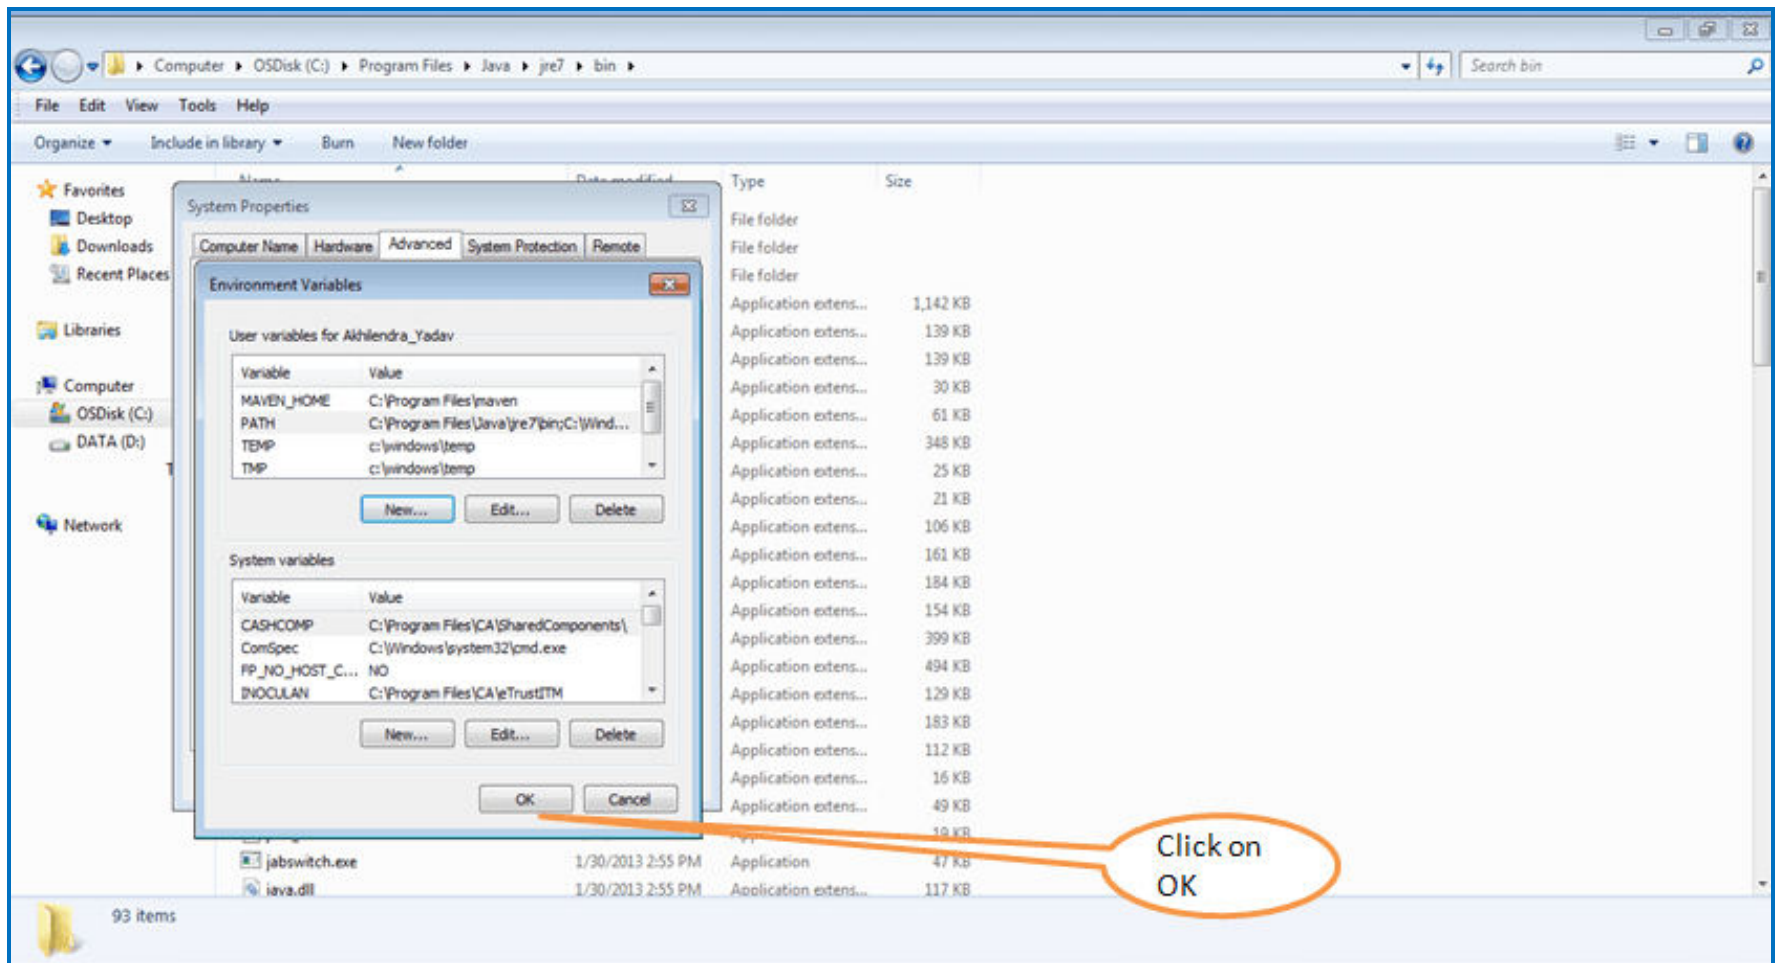 Computer ▸ OSDisk (C:) ▸ Program Files ▸ Java ▸ jre7 ▸ bin ▸
Search bin
File Edit View Tools Help
Organize Include in library Burn New folder
Name Date modified Type Size
Favorites
Desktop
Downloads
Recent Places
Libraries
Computer
OSDisk (C:)
DATA (D:)
Network
System Properties
Computer Name Hardware Advanced System Protection Remote
Environment Variables
User variables for Akhilendra_Yadav
Variable Value
MAVEN_HOME C:\Program Files\maven
PATH C:\Program Files\Java\jre7\bin;C:\Wind...
TEMP c:\windows\temp
TMP c:\windows\temp
New... Edit... Delete
System variables
Variable Value
CASHCOMP C:\Program Files\CA\SharedComponents\
ComSpec C:\Windows\system32\cmd.exe
FP_NO_HOST_C... NO
INOCULAN C:\Program Files\CA\eTrustITM
New... Edit... Delete
OK Cancel
File folder
File folder
File folder
Application extens... 1,142 KB
Application extens... 139 KB
Application extens... 139 KB
Application extens... 30 KB
Application extens... 61 KB
Application extens... 348 KB
Application extens... 25 KB
Application extens... 21 KB
Application extens... 106 KB
Application extens... 161 KB
Application extens... 184 KB
Application extens... 154 KB
Application extens... 399 KB
Application extens... 494 KB
Application extens... 129 KB
Application extens... 183 KB
Application extens... 112 KB
Application extens... 16 KB
Application extens... 49 KB
19 KB
jabswitch.exe 1/30/2013 2:55 PM Application 47 KB
java.dll 1/30/2013 2:55 PM Application extens... 117 KB
Click on
OK
93 items